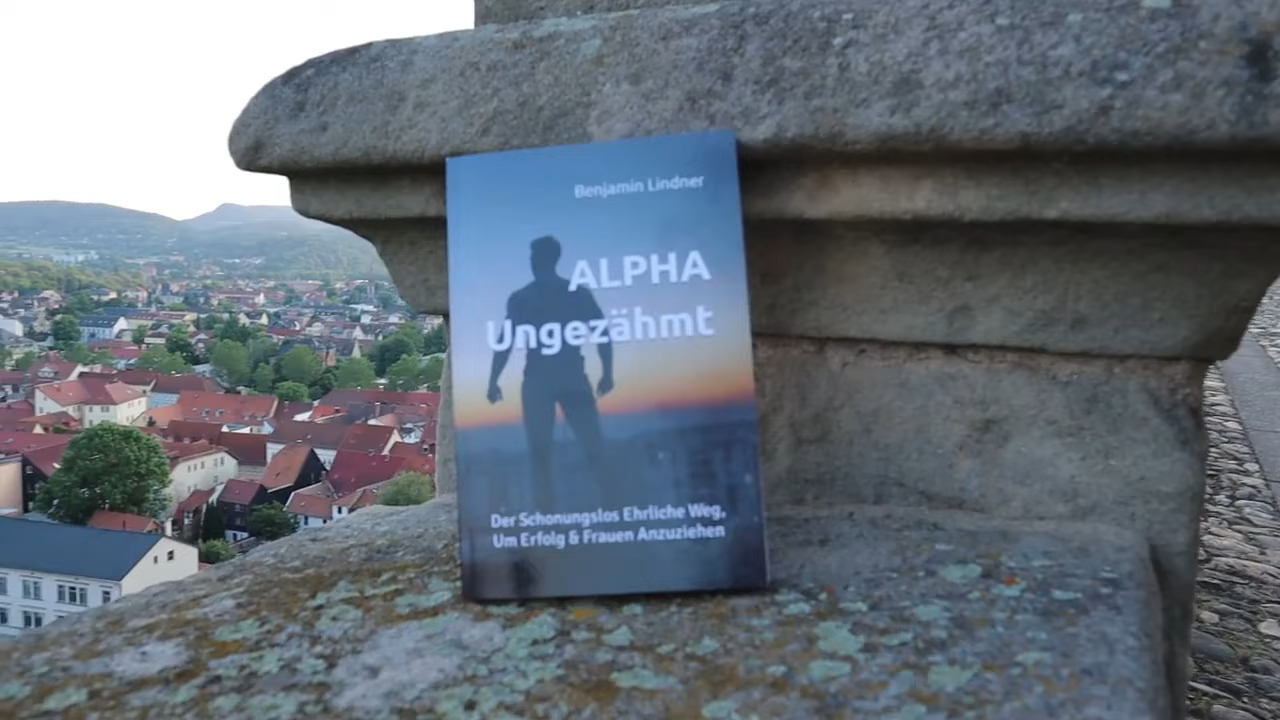 Benjamin Lindner
ALPHA
Ungezähmt
Der Schonungslos Ehrliche Weg,
Um Erfolg & Frauen Anzuziehen